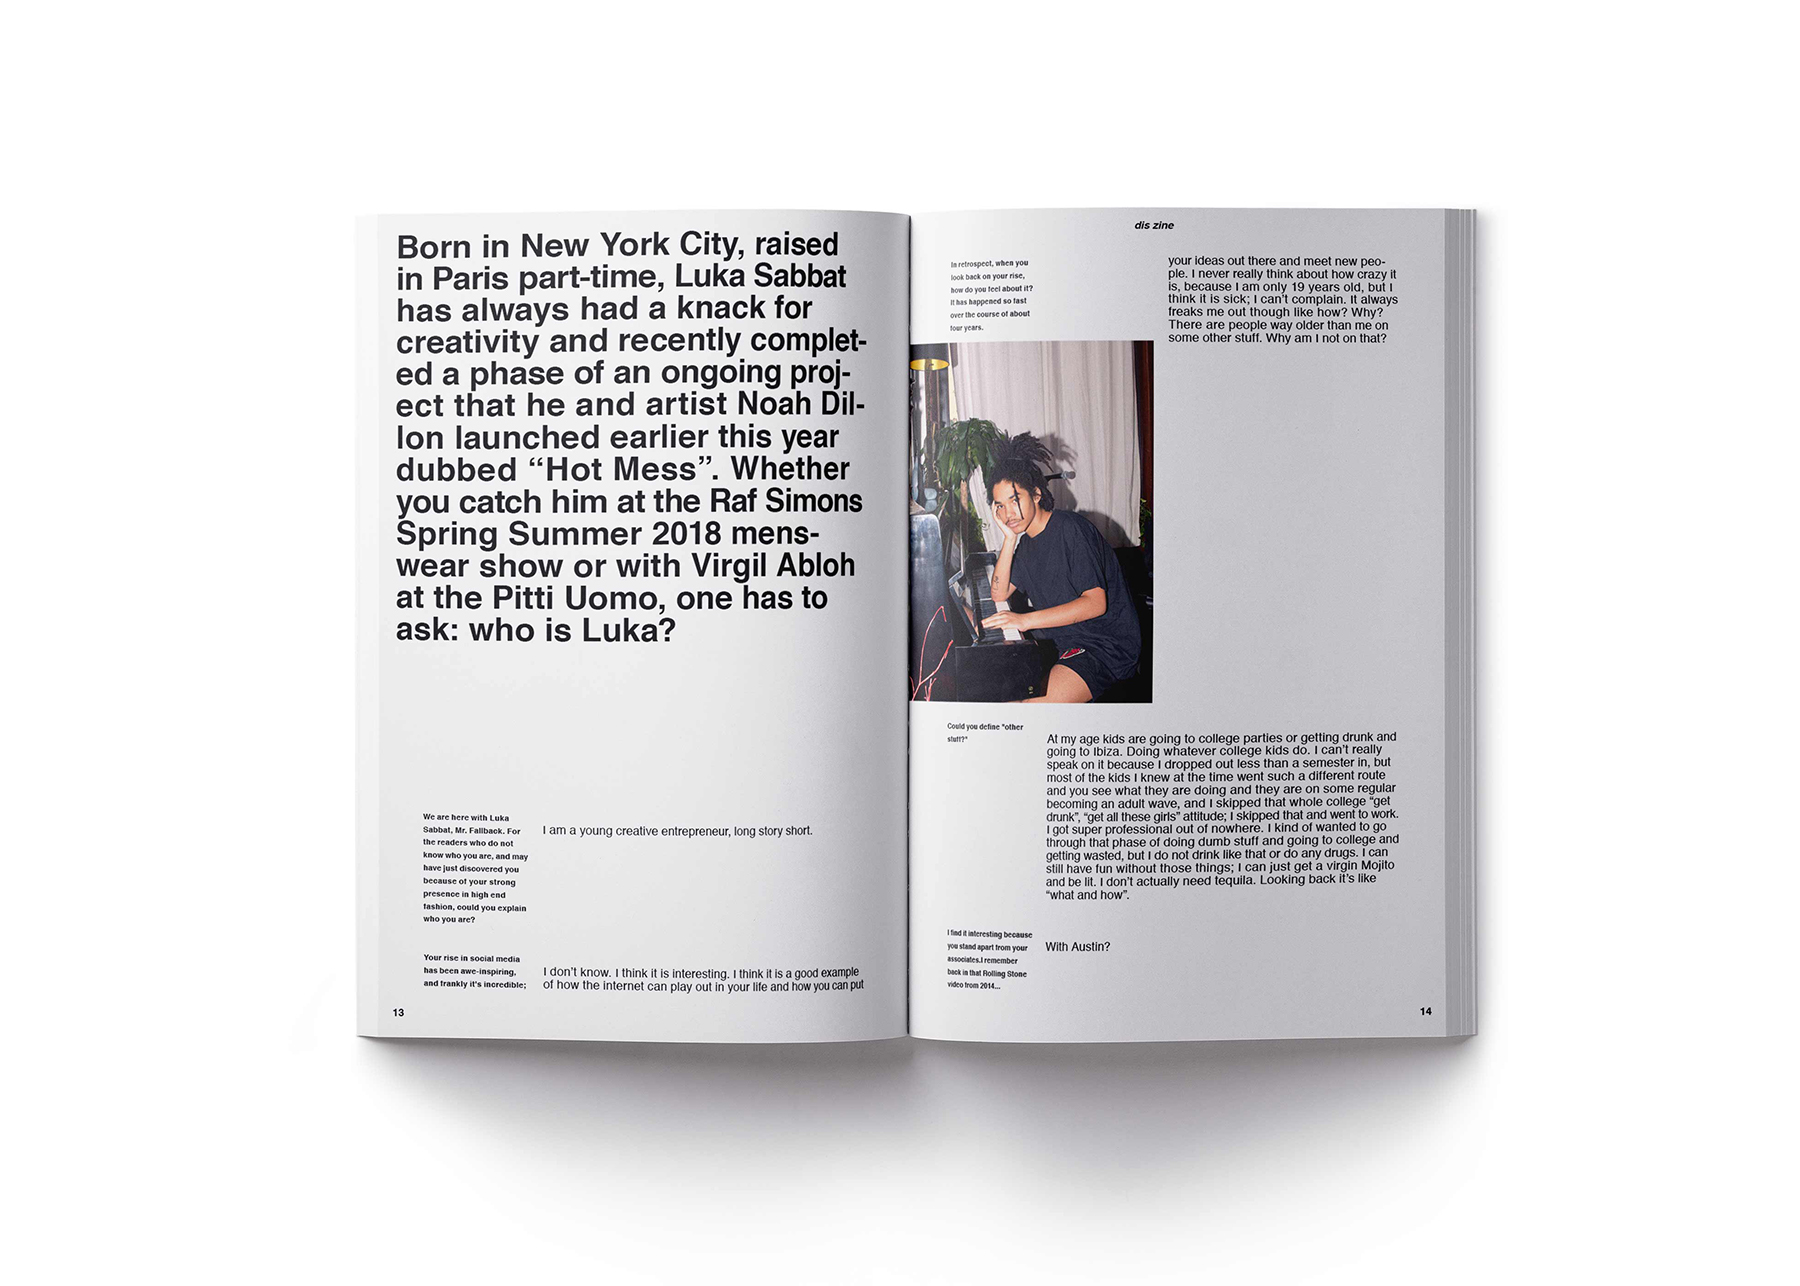 Born in New York City, raised
in Paris part-time, Luka Sabbat
has always had a knack for
creativity and recently complet-
ed a phase of an ongoing proj-
ect that he and artist Noah Dil-
lon launched earlier this year
dubbed “Hot Mess”. Whether
you catch him at the Raf Simons
Spring Summer 2018 mens-
wear show or with Virgil Abloh
at the Pitti Uomo, one has to
ask: who is Luka?
We are here with Luka
Sabbat, Mr. Fallback. For
the readers who do not
know who you are, and may
have just discovered you
because of your strong
presence in high end
fashion, could you explain
who you are?
I am a young creative entrepreneur, long story short.
Your rise in social media
has been awe-inspiring,
and frankly it's incredible;
I don’t know. I think it is interesting. I think it is a good example
of how the internet can play out in your life and how you can put
13
dis zine
In retrospect, when you
look back on your rise,
how do you feel about it?
It has happened so fast
over the course of about
four years.
your ideas out there and meet new peo-
ple. I never really think about how crazy it
is, because I am only 19 years old, but I
think it is sick; I can’t complain. It always
freaks me out though like how? Why?
There are people way older than me on
some other stuff. Why am I not on that?
Could you define "other
stuff?"
At my age kids are going to college parties or getting drunk and
going to Ibiza. Doing whatever college kids do. I can’t really
speak on it because I dropped out less than a semester in, but
most of the kids I knew at the time went such a different route
and you see what they are doing and they are on some regular
becoming an adult wave, and I skipped that whole college “get
drunk”, “get all these girls” attitude; I skipped that and went to work.
I got super professional out of nowhere. I kind of wanted to go
through that phase of doing dumb stuff and going to college and
getting wasted, but I do not drink like that or do any drugs. I can
still have fun without those things; I can just get a virgin Mojito
and be lit. I don’t actually need tequila. Looking back it’s like
“what and how”.
I find it interesting because
you stand apart from your
associates.I remember
back in that Rolling Stone
video from 2014...
With Austin?
14